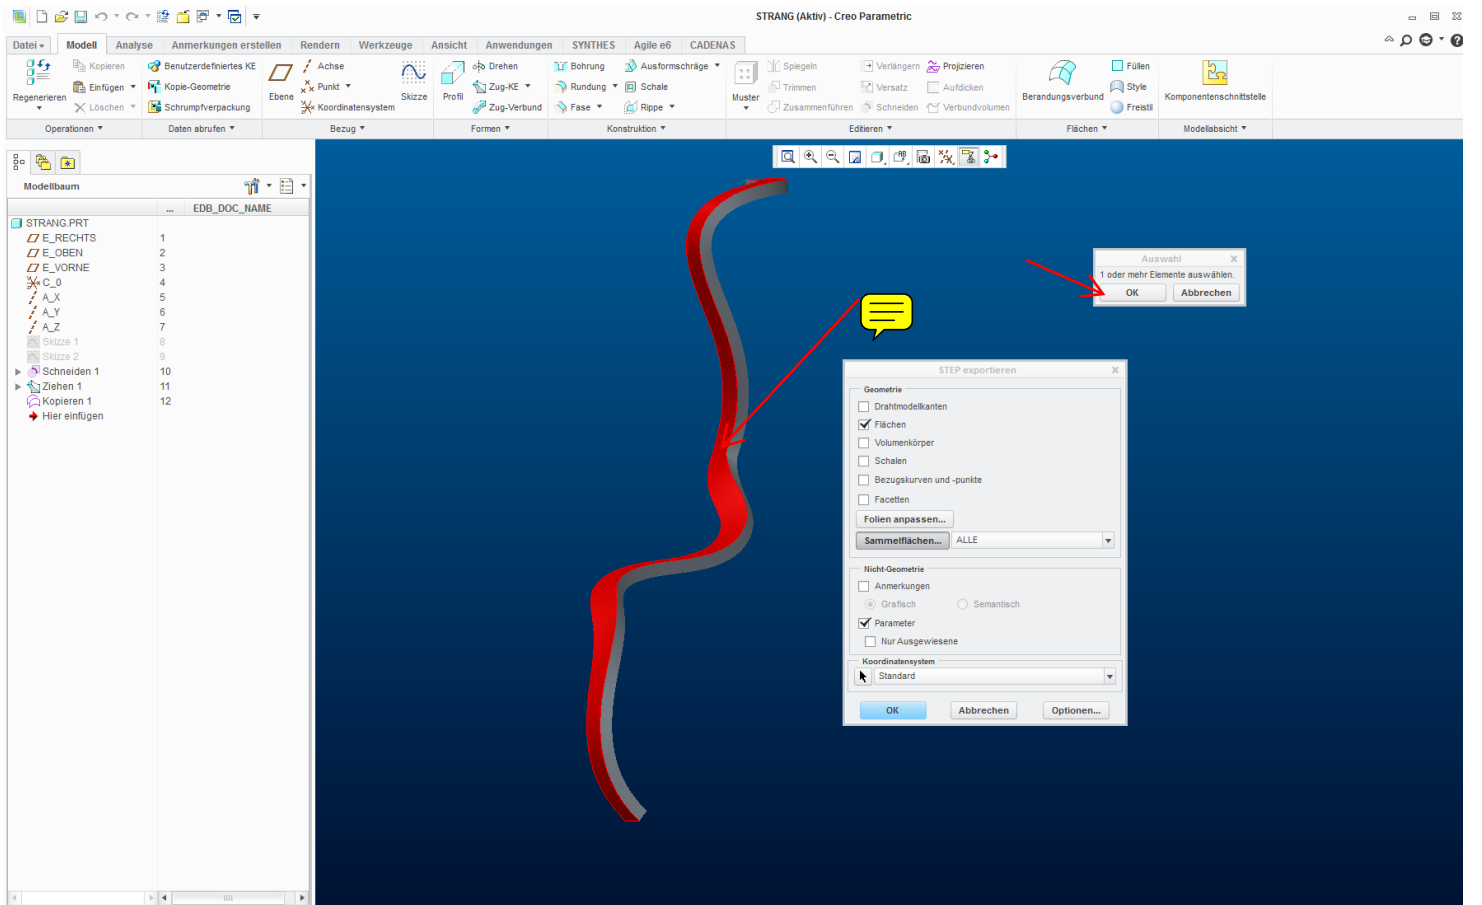 STRANG (Aktiv) - Creo Parametric
Datei Modell Analyse Anmerkungen erstellen Rendern Werkzeuge Ansicht Anwendungen SYNTHES Agile e6 CADENAS
Kopieren Benutzerdefiniertes KE Achse Drehen Bohrung Ausformschräge Spiegeln Verlängern Projizieren Füllen
Einfügen Kopie-Geometrie Punkt Zug-KE Rundung Schale Trimmen Versatz Aufdicken Style
Regenerieren Ebene Skizze Profil Muster Berandungsverbund Komponentenschnittstelle
Löschen Schrumpfverpackung Koordinatensystem Zug-Verbund Fase Rippe Zusammenführen Schneiden Verbundvolumen Freistil
Operationen Daten abrufen Bezug Formen Konstruktion Editieren Flächen Modellabsicht
Modellbaum
... EDB_DOC_NAME
STRANG.PRT
E_RECHTS 1
E_OBEN 2
E_VORNE 3
C_0 4
A_X 5
A_Y 6
A_Z 7
Skizze 1 8
Skizze 2 9
Schneiden 1 10
Ziehen 1 11
Kopieren 1 12
Hier einfügen
Auswahl
1 oder mehr Elemente auswählen.
OK Abbrechen
STEP exportieren
Geometrie
Drahtmodellkanten
Flächen
Volumenkörper
Schalen
Bezugskurven und -punkte
Facetten
Folien anpassen...
Sammelflächen... ALLE
Nicht-Geometrie
Anmerkungen
Grafisch Semantisch
Parameter
Nur Ausgewiesene
Koordinatensystem
Standard
OK Abbrechen Optionen...